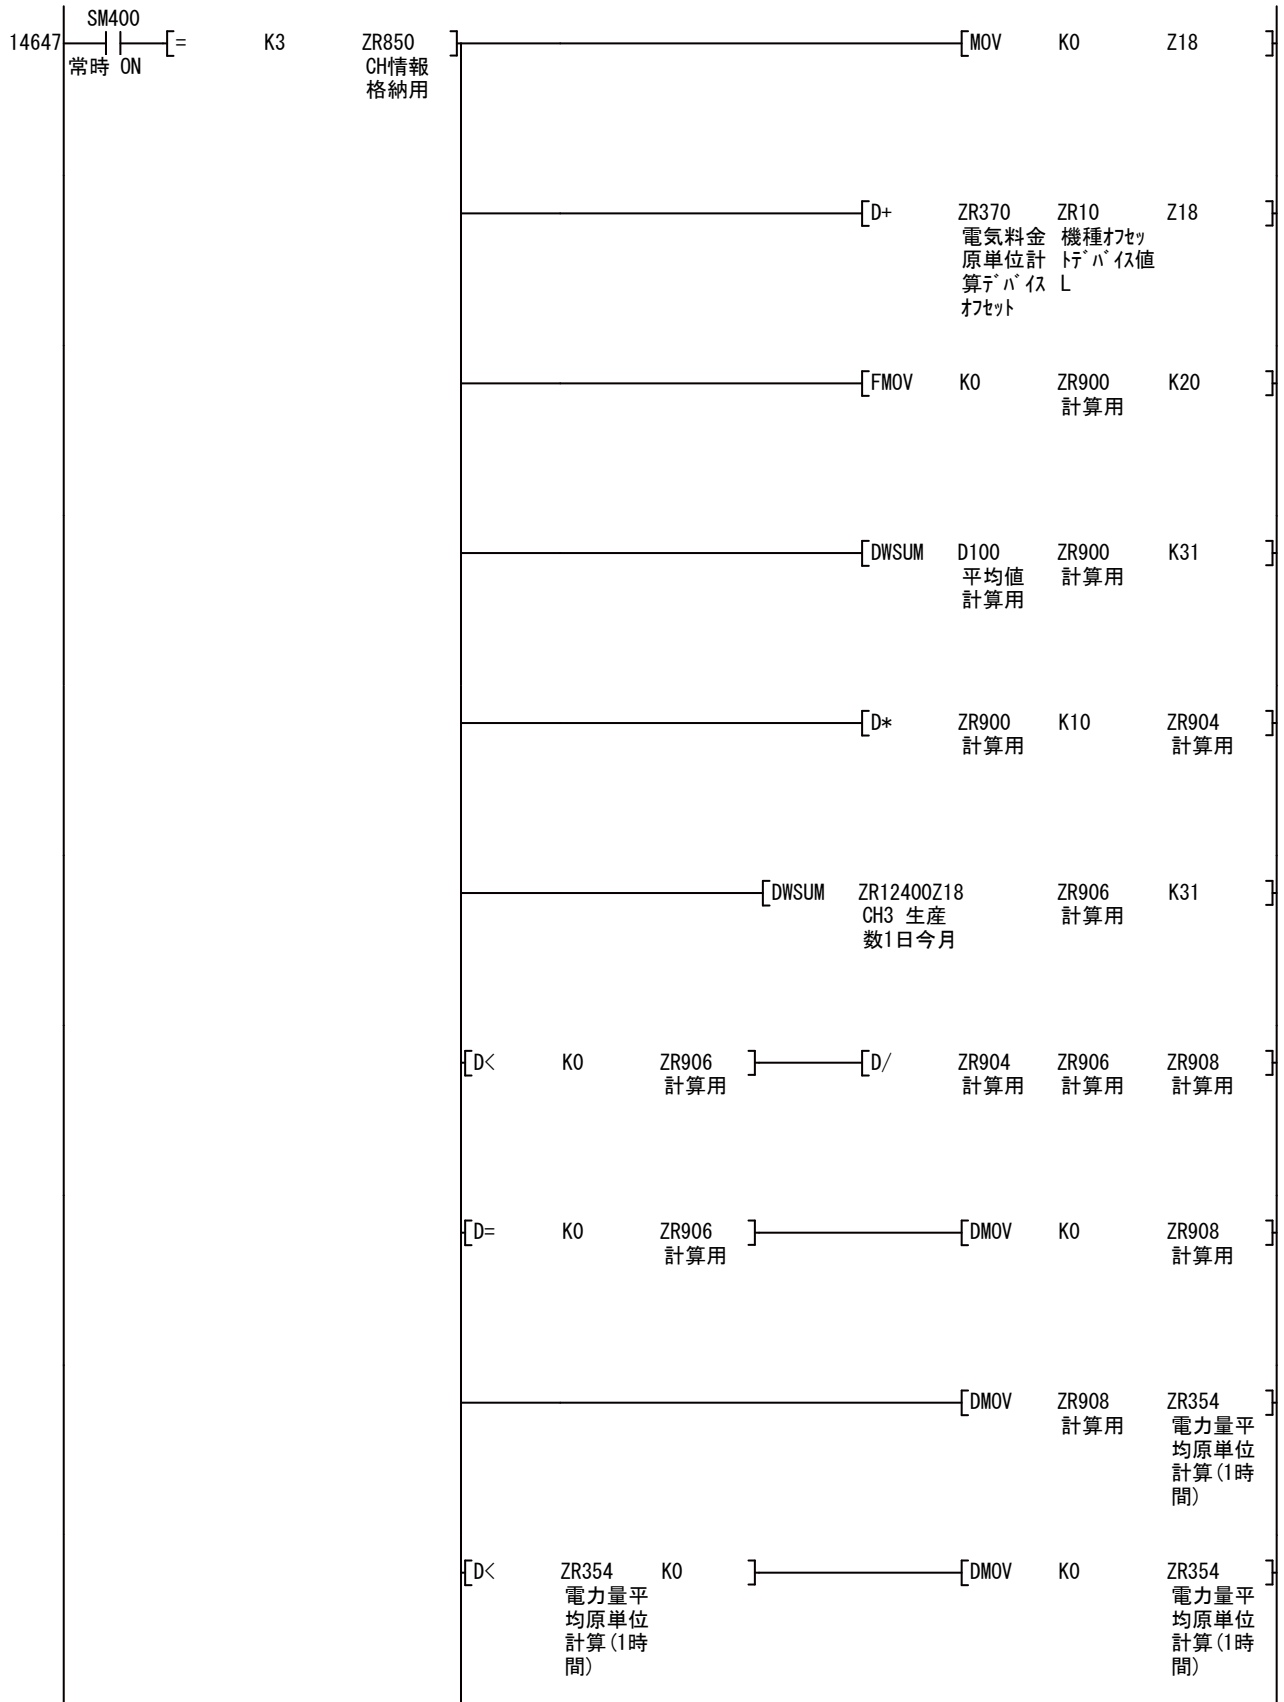 SM400
14647 = K3 ZR850 MOV K0 Z18
常時 ON CH情報
格納用
D+ ZR370 ZR10 Z18
電気料金 機種ｵﾌｾｯ
原単位計 ﾄﾃﾞﾊﾞｲｽ値
算ﾃﾞﾊﾞｲｽ L
ｵﾌｾｯﾄ
FMOV K0 ZR900 K20
計算用
DWSUM D100 ZR900 K31
平均値 計算用
計算用
D* ZR900 K10 ZR904
計算用 計算用
DWSUM ZR12400Z18 ZR906 K31
CH3 生産 計算用
数1日今月
D< K0 ZR906 D/ ZR904 ZR906 ZR908
計算用 計算用 計算用 計算用
D= K0 ZR906 DMOV K0 ZR908
計算用 計算用
DMOV ZR908 ZR354
計算用 電力量平
均原単位
計算(1時
間)
D< ZR354 K0 DMOV K0 ZR354
電力量平 電力量平
均原単位 均原単位
計算(1時 計算(1時
間) 間)